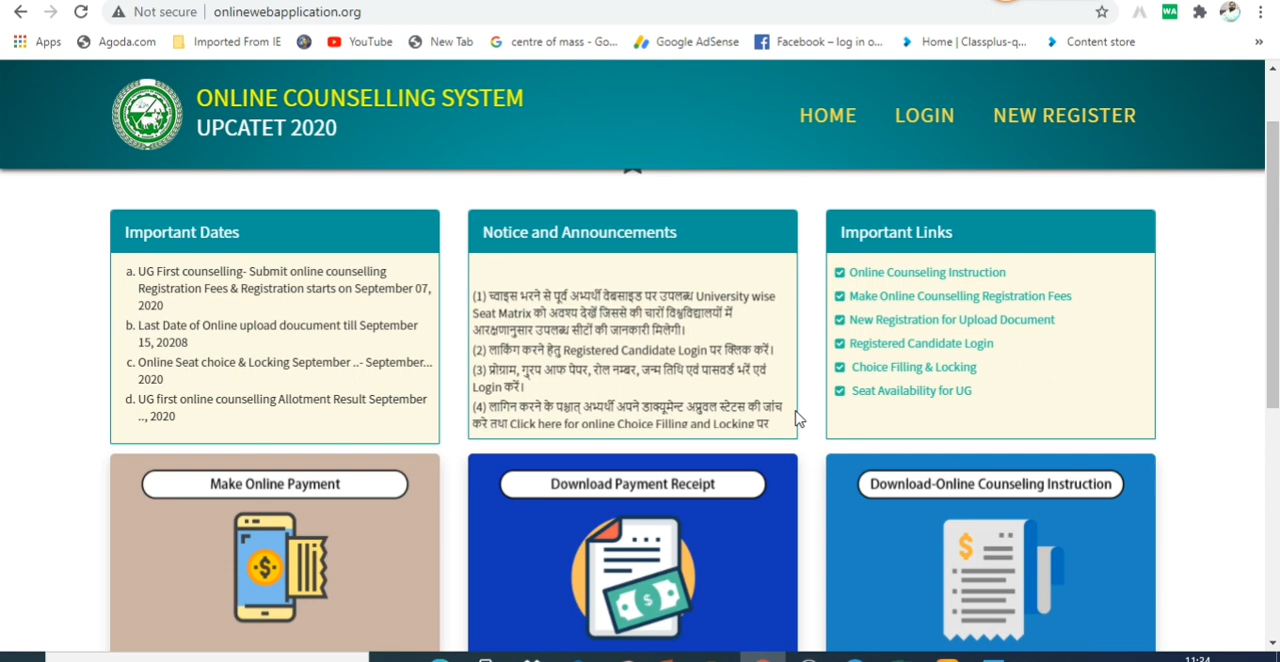 Not secure | onlinewebapplication.org
WA
Apps
Agoda.com
Imported From IE
YouTube
New Tab
centre of mass - Go...
Google AdSense
Facebook – log in o...
Home | Classplus-q...
Content store
»
ONLINE COUNSELLING SYSTEM
UPCATET 2020
HOME
LOGIN
NEW REGISTER
Important Dates
a. UG First counselling- Submit online counselling
Registration Fees & Registration starts on September 07,
2020
b. Last Date of Online upload doucument till September
15, 20208
c. Online Seat choice & Locking September ..- September...
2020
d. UG first online counselling Allotment Result September
.., 2020
Notice and Announcements
(1) च्वाइस भरने से पूर्व अभ्यर्थी वेबसाइड पर उपलब्ध University wise
Seat Matrix को अवश्य देखें जिससे की चारों विश्वविद्यालयों में
आरक्षणानुसार उपलब्ध सीटों की जानकारी मिलेगी।
(2) लाकिंग करने हेतु Registered Candidate Login पर क्लिक करें।
(3) प्रोग्राम, गुरप आफ पेपर, रोल नम्बर, जन्म तिथि एवं पासवर्ड भरें एवं
Login करें।
(4) लागिन करने के पश्चात् अभ्यर्थी अपने डाक्यूमेन्ट अप्रुवल स्टेटस की जांच
करे तथा Click here for online Choice Filling and Locking पर
Important Links
Online Counseling Instruction
Make Online Counselling Registration Fees
New Registration for Upload Document
Registered Candidate Login
Choice Filling & Locking
Seat Availability for UG
Make Online Payment
Download Payment Receipt
Download-Online Counseling Instruction
11:24